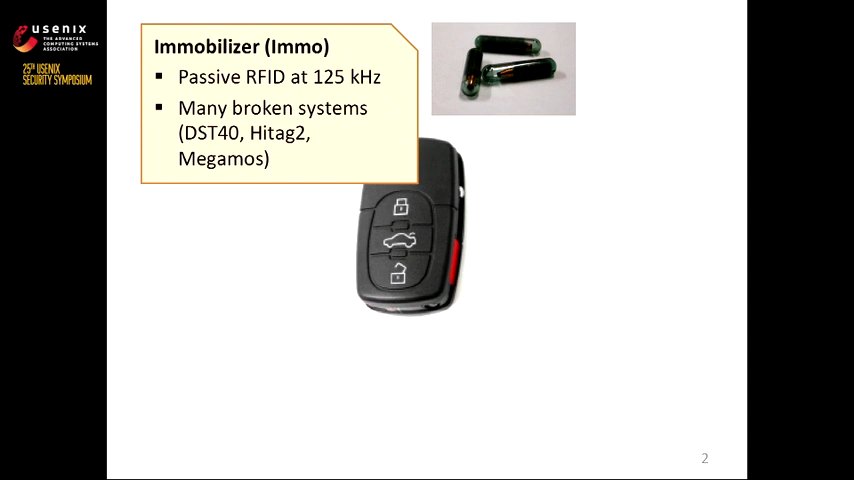 usenix
THE ADVANCED
COMPUTING SYSTEMS
ASSOCIATION
25TH USENIX
SECURITY SYMPOSIUM
Immobilizer (Immo)
▪ Passive RFID at 125 kHz
▪ Many broken systems
(DST40, Hitag2,
Megamos)
2